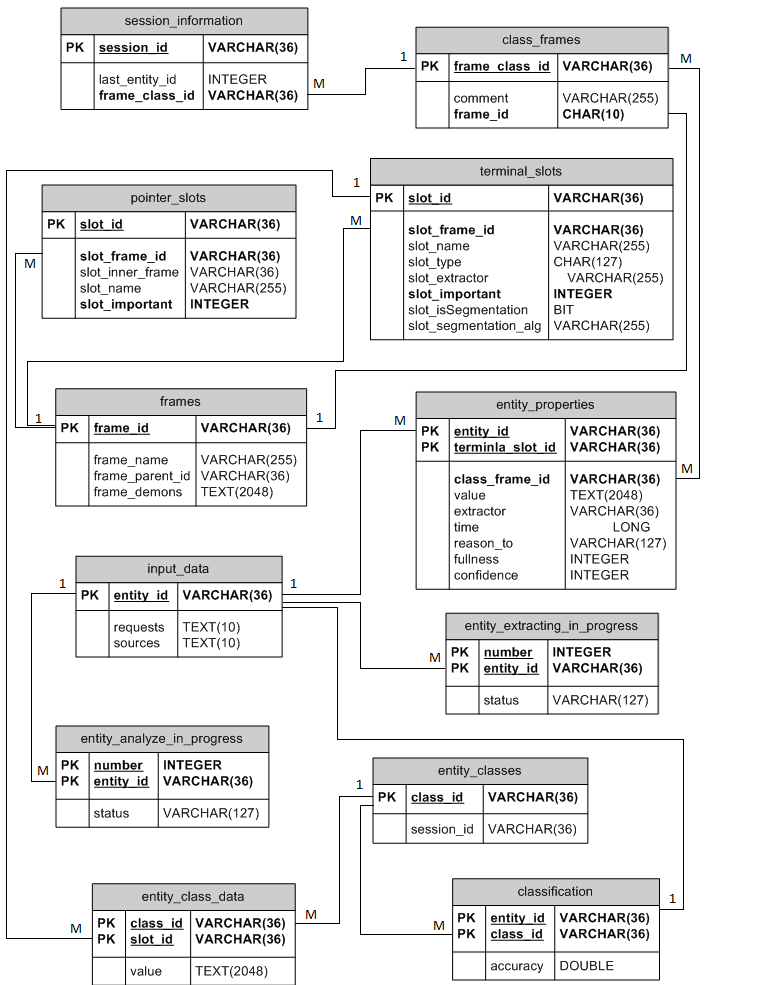 session_information
PK session_id VARCHAR(36)
last_entity_id INTEGER
frame_class_id VARCHAR(36)
M
1
class_frames
PK frame_class_id VARCHAR(36)
comment VARCHAR(255)
frame_id CHAR(10)
M
pointer_slots
PK slot_id VARCHAR(36)
slot_frame_id VARCHAR(36)
slot_inner_frame VARCHAR(36)
slot_name VARCHAR(255)
slot_important INTEGER
M
1
M
terminal_slots
PK slot_id VARCHAR(36)
slot_frame_id VARCHAR(36)
slot_name VARCHAR(255)
slot_type CHAR(127)
slot_extractor VARCHAR(255)
slot_important INTEGER
slot_isSegmentation BIT
slot_segmentation_alg VARCHAR(255)
frames
1
PK frame_id VARCHAR(36)
frame_name VARCHAR(255)
frame_parent_id VARCHAR(36)
frame_demons TEXT(2048)
1
M
entity_properties
PK entity_id VARCHAR(36)
PK terminla_slot_id VARCHAR(36)
class_frame_id VARCHAR(36)
value TEXT(2048)
extractor VARCHAR(36)
time LONG
reason_to VARCHAR(127)
fullness INTEGER
confidence INTEGER
M
input_data
1
PK entity_id VARCHAR(36)
requests TEXT(10)
sources TEXT(10)
1
entity_extracting_in_progress
M
PK number INTEGER
PK entity_id VARCHAR(36)
status VARCHAR(127)
entity_analyze_in_progress
M
PK number INTEGER
PK entity_id VARCHAR(36)
status VARCHAR(127)
entity_classes
1
PK class_id VARCHAR(36)
session_id VARCHAR(36)
entity_class_data
M
PK class_id VARCHAR(36)
PK slot_id VARCHAR(36)
value TEXT(2048)
M
classification
M
PK entity_id VARCHAR(36)
PK class_id VARCHAR(36)
accuracy DOUBLE
1